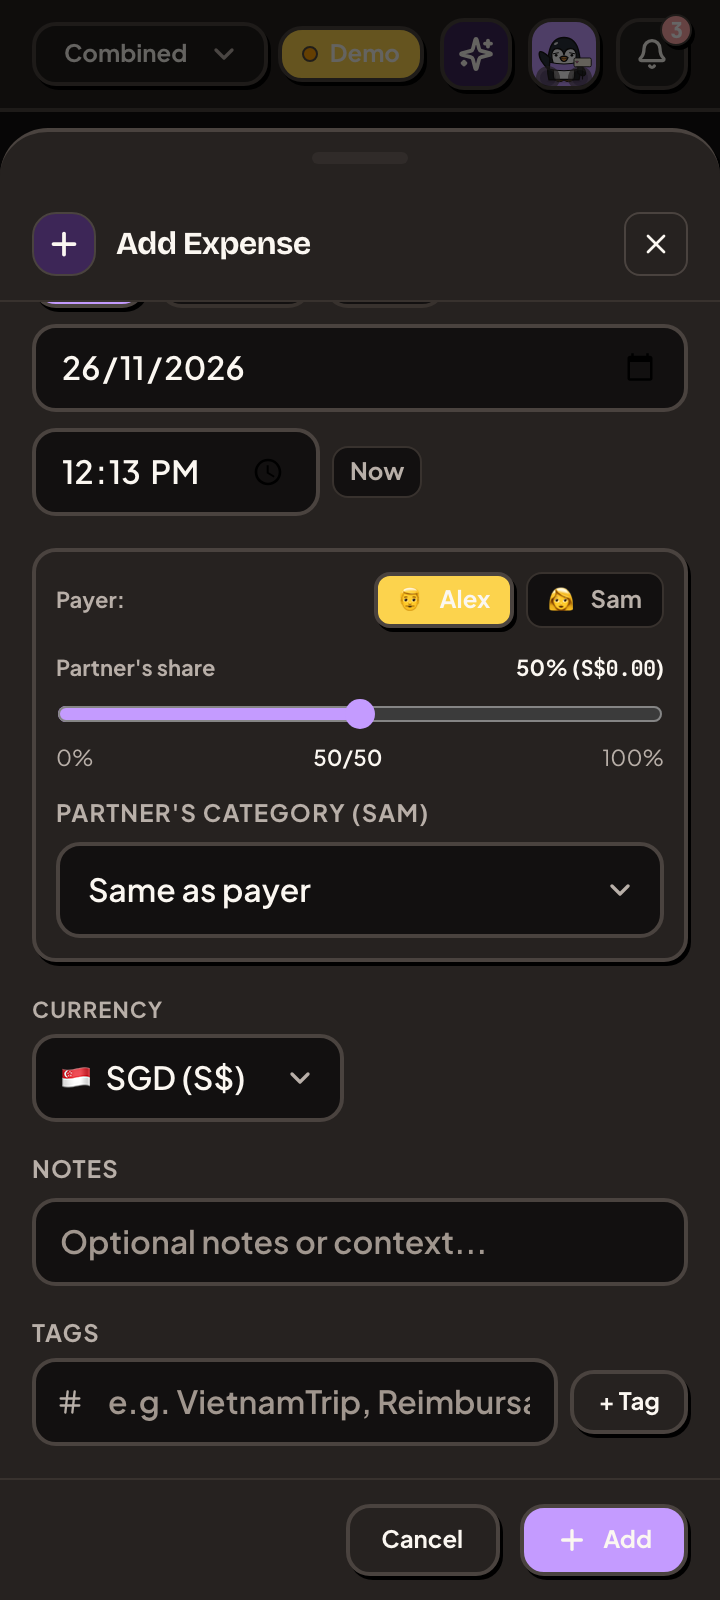 Combined
Demo
3
Add Expense
26/11/2026
12:13 PM
Now
Payer:
Alex
Sam
Partner's share
50% (S$0.00)
0%
50/50
100%
PARTNER'S CATEGORY (SAM)
Same as payer
CURRENCY
SGD (S$)
NOTES
Optional notes or context...
TAGS
# e.g. VietnamTrip, Reimbursa
+ Tag
Cancel
+ Add